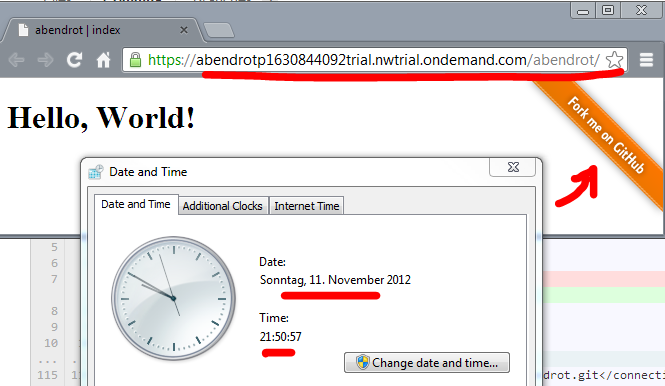 abendrot | index
https://abendrotp1630844092trial.nwtrial.ondemand.com/abendrot/
Hello, World!
Fork me on GitHub
Date and Time
Date and Time
Additional Clocks
Internet Time
Date:
Sonntag, 11. November 2012
Time:
21:50:57
Change date and time...
5
6
7
8
9
10
... ...
115 115 drot.git</connecti